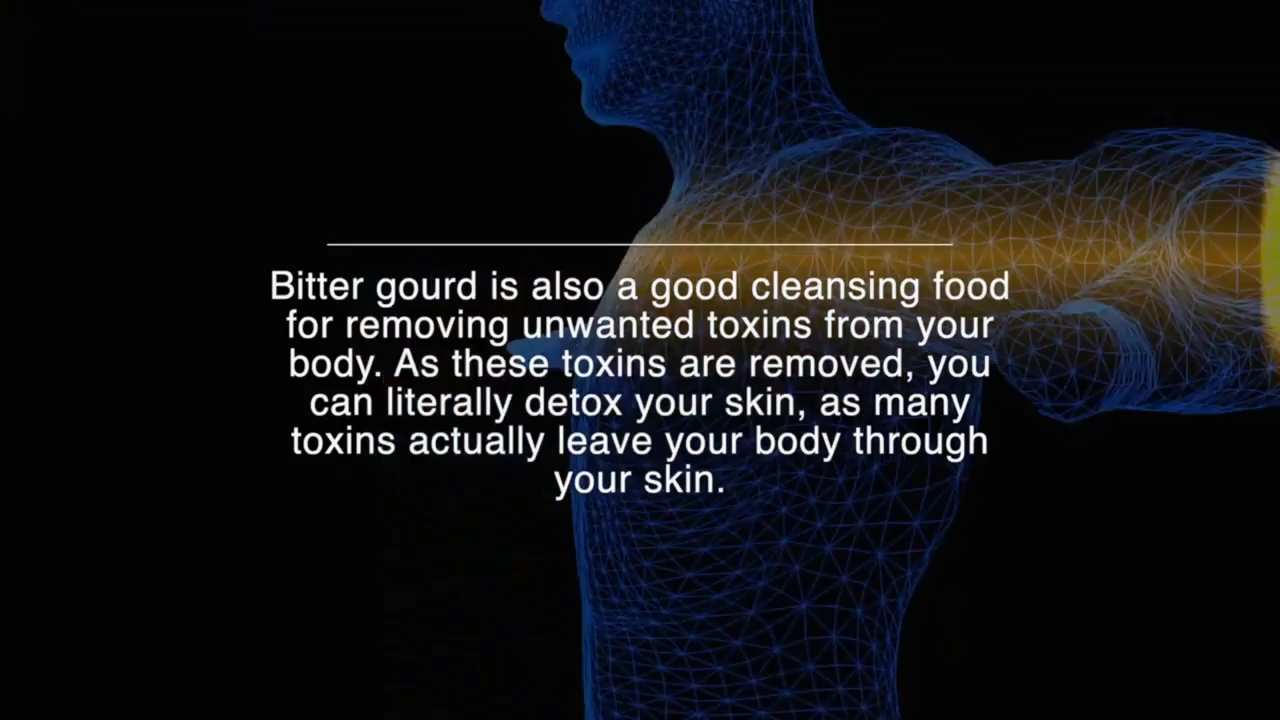 Bitter gourd is also a good cleansing food
for removing unwanted toxins from your
body. As these toxins are removed, you
can literally detox your skin, as many
toxins actually leave your body through
your skin.